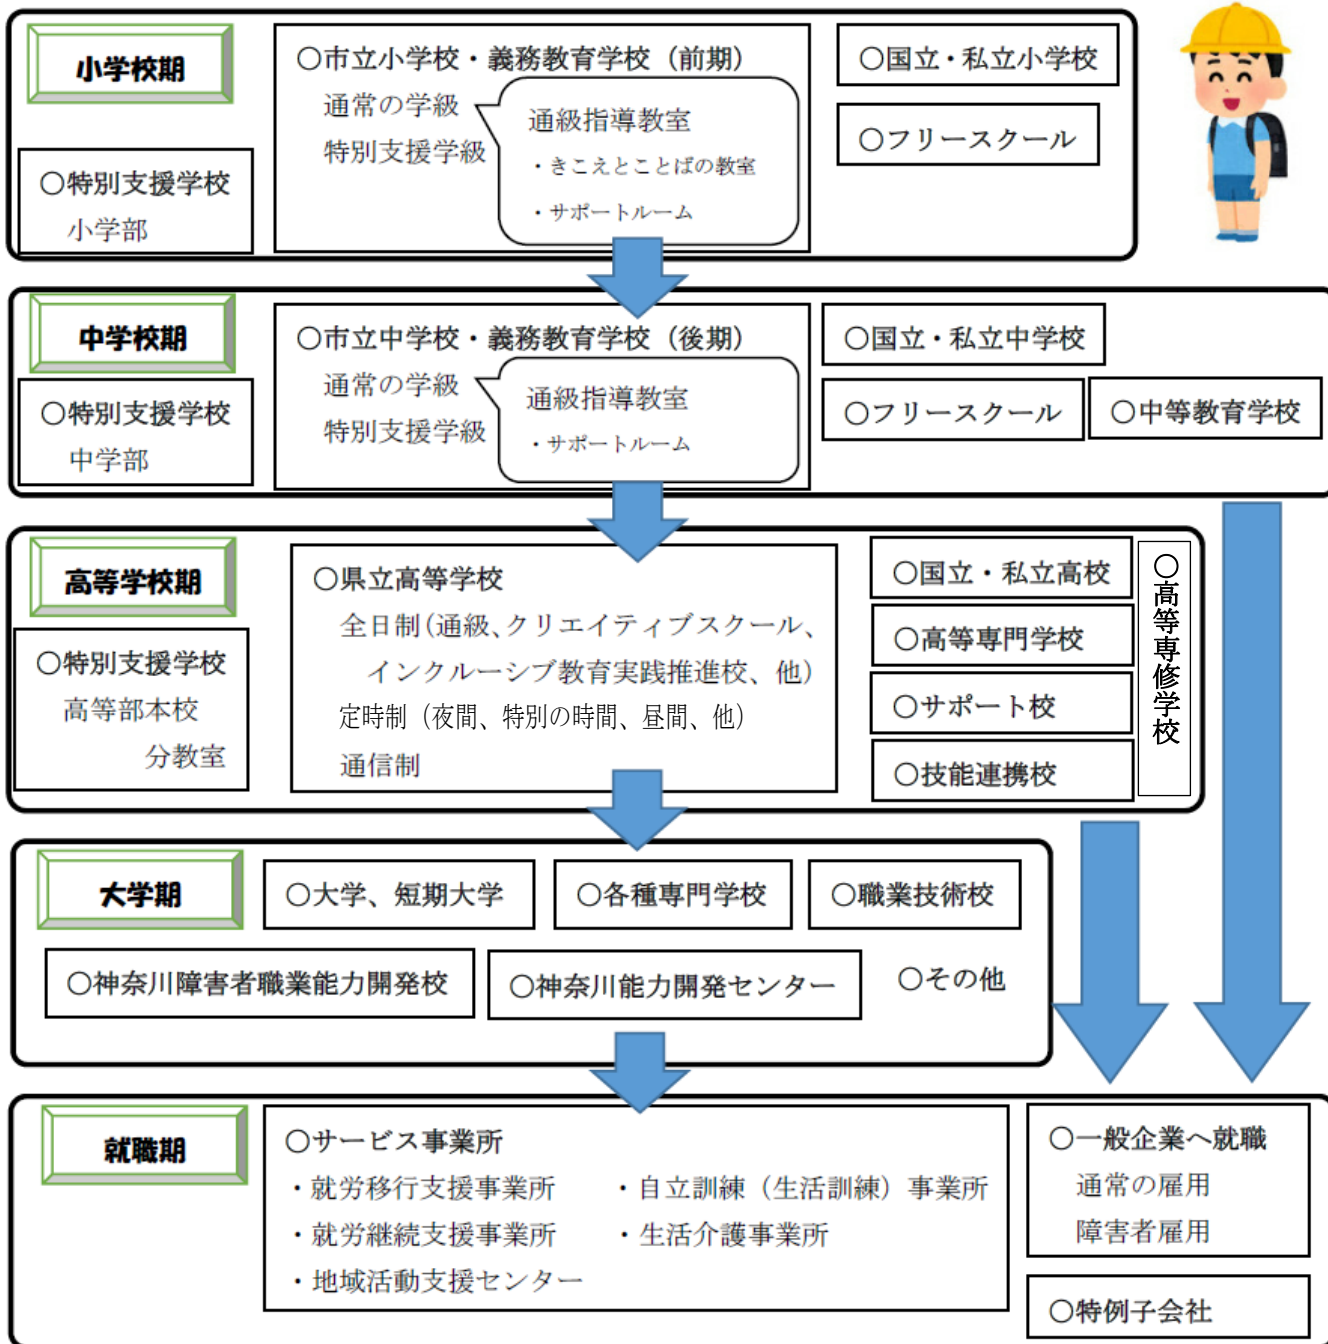 小学校期
○特別支援学校
小学部
○市立小学校・義務教育学校（前期）
通常の学級
特別支援学級
通級指導教室
・きこえとことばの教室
・サポートルーム
○国立・私立小学校
○フリースクール
中学校期
○特別支援学校
中学部
○市立中学校・義務教育学校（後期）
通常の学級
特別支援学級
通級指導教室
・サポートルーム
○国立・私立中学校
○フリースクール
○中等教育学校
高等学校期
○特別支援学校
高等部本校
分教室
○県立高等学校
全日制（通級、クリエイティブスクール、
インクルーシブ教育実践推進校、他）
定時制（夜間、特別の時間、昼間、他）
通信制
○国立・私立高校
○高等専門学校
○サポート校
○技能連携校
○高等専修学校
大学期
○大学、短期大学
○各種専門学校
○職業技術校
○神奈川障害者職業能力開発校
○神奈川能力開発センター
○その他
就職期
○サービス事業所
・就労移行支援事業所
・自立訓練（生活訓練）事業所
・就労継続支援事業所
・生活介護事業所
・地域活動支援センター
○一般企業へ就職
通常の雇用
障害者雇用
○特例子会社